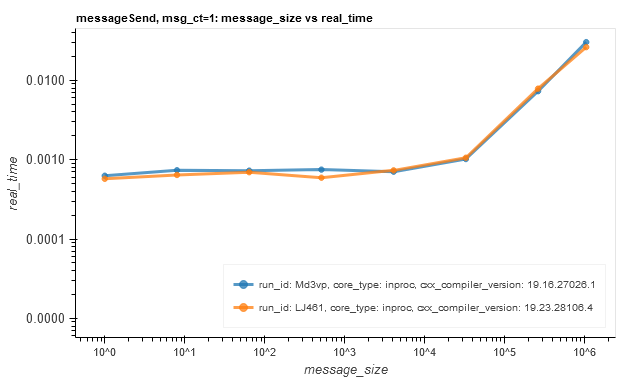 messageSend, msg_ct=1: message_size vs real_time
0.0100
0.0010
0.0001
0.0000
real_time
run_id: Md3vp, core_type: inproc, cxx_compiler_version: 19.16.27026.1
run_id: LJ461, core_type: inproc, cxx_compiler_version: 19.23.28106.4
10^0 10^1 10^2 10^3 10^4 10^5 10^6
message_size